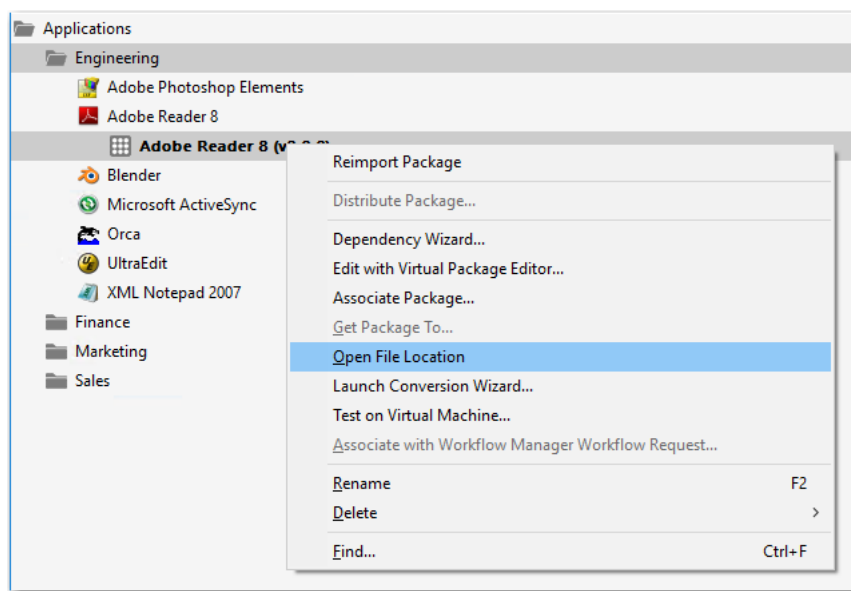 Applications
Engineering
Adobe Photoshop Elements
Adobe Reader 8
Adobe Reader 8
Reimport Package
Distribute Package...
Dependency Wizard...
Edit with Virtual Package Editor...
Associate Package...
Get Package To...
Open File Location
Launch Conversion Wizard...
Test on Virtual Machine...
Associate with Workflow Manager Workflow Request...
Rename F2
Delete
Find... Ctrl+F
Blender
Microsoft ActiveSync
Orca
UltraEdit
XML Notepad 2007
Finance
Marketing
Sales